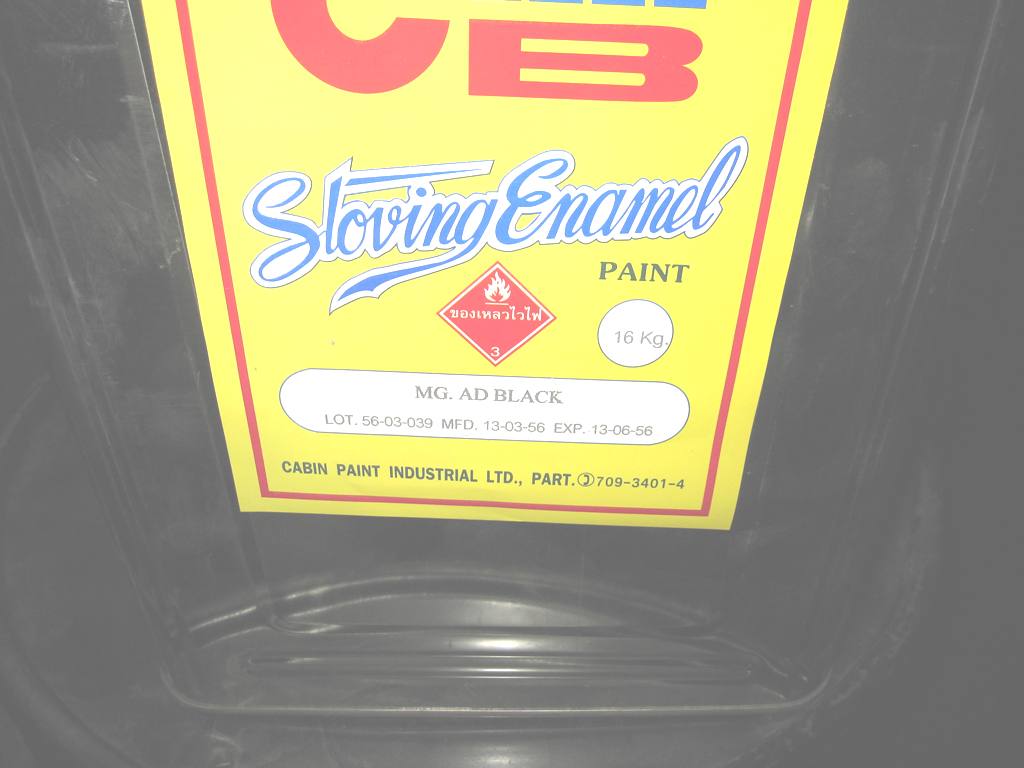 C B
Stoving Enamel
PAINT
ของเหลวไวไฟ
3
16 Kg.
MG. AD BLACK
LOT. 56-03-039 MFD. 13-03-56 EXP. 13-06-56
CABIN PAINT INDUSTRIAL LTD., PART. 709-3401-4